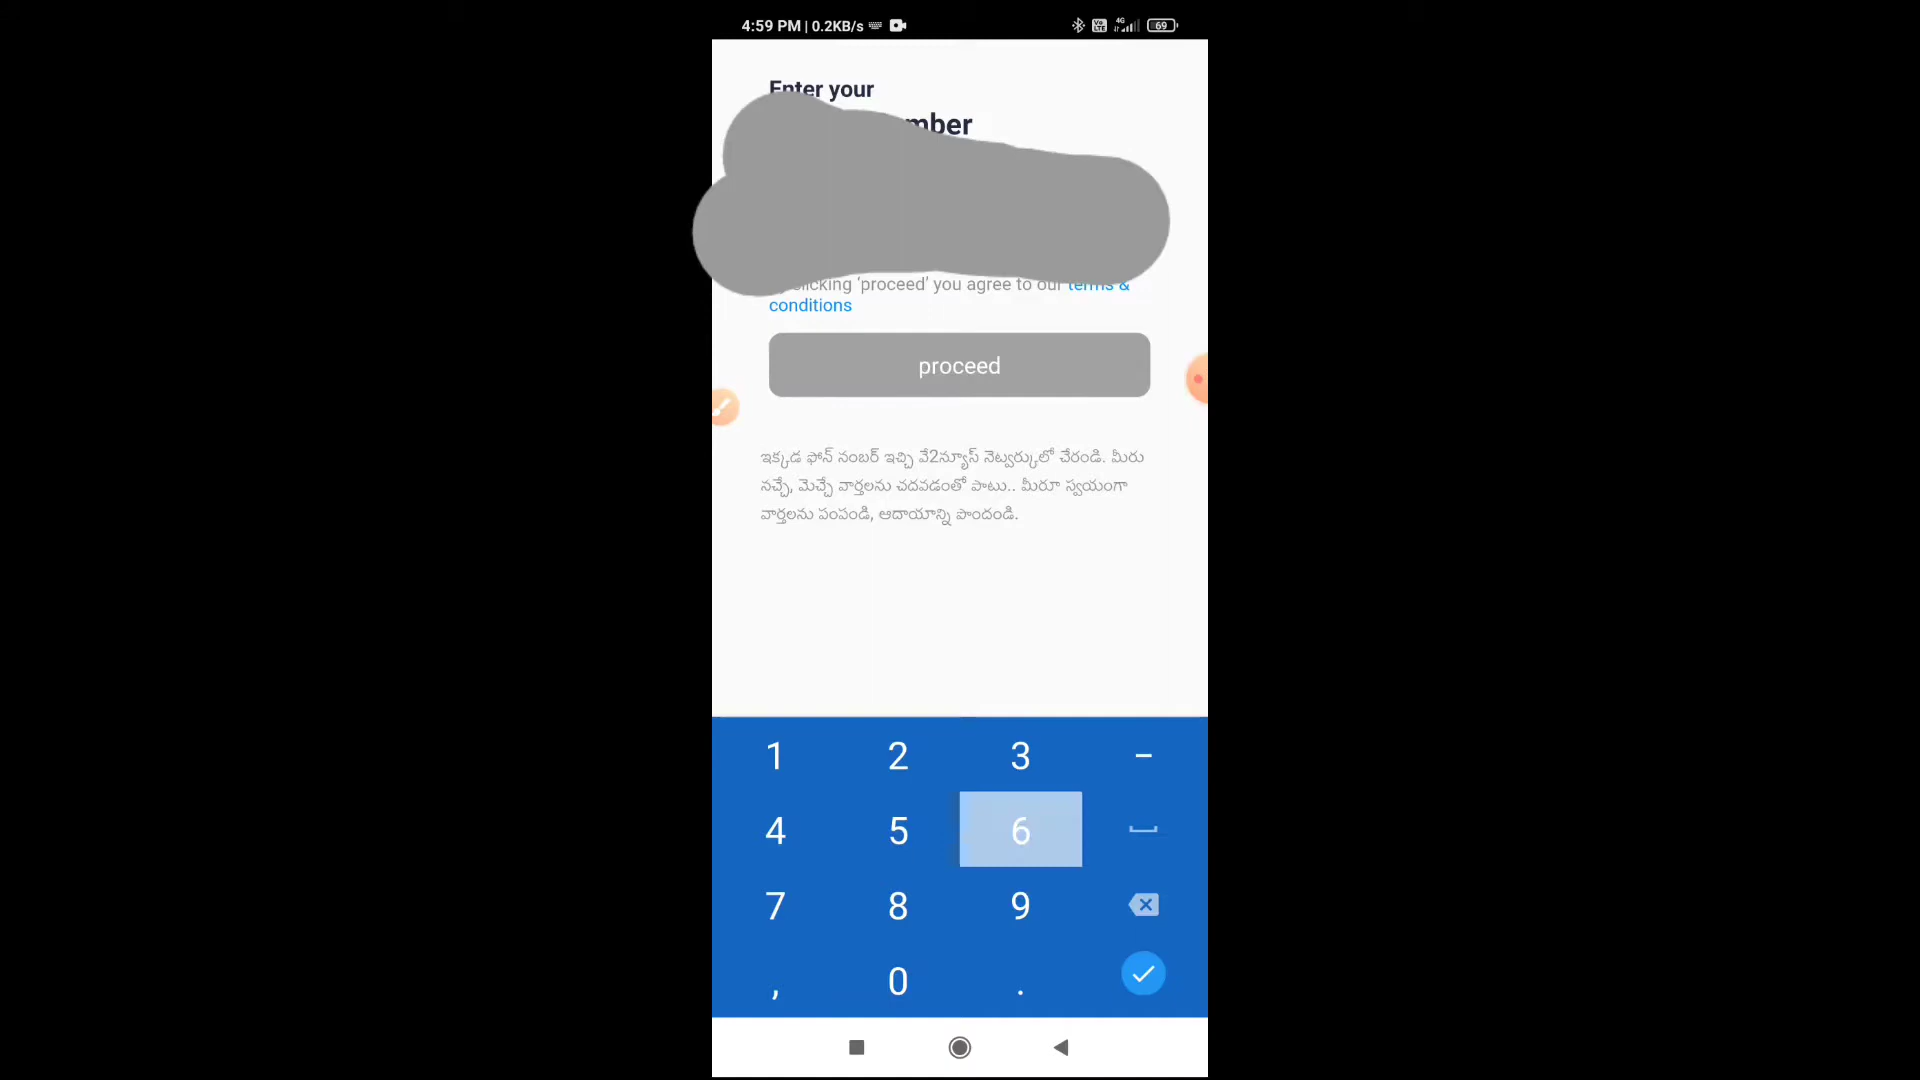 4:59 PM | 0.2KB/s 4G 69
Enter your
clicking ‘proceed’ you agree to our terms &
conditions
proceed
ఇక్కడ ఫోన్ నంబర్ ఇచ్చి వే2న్యూస్ నెట్వర్కులో చేరండి. మీరు
నచ్చే, మెచ్చే వార్తలను చదవడంతో పాటు.. మీరూ స్వయంగా
వార్తలను పంపండి, ఆదాయాన్ని పొందండి.
1 2 3 -
4 5 6
7 8 9
, 0 .